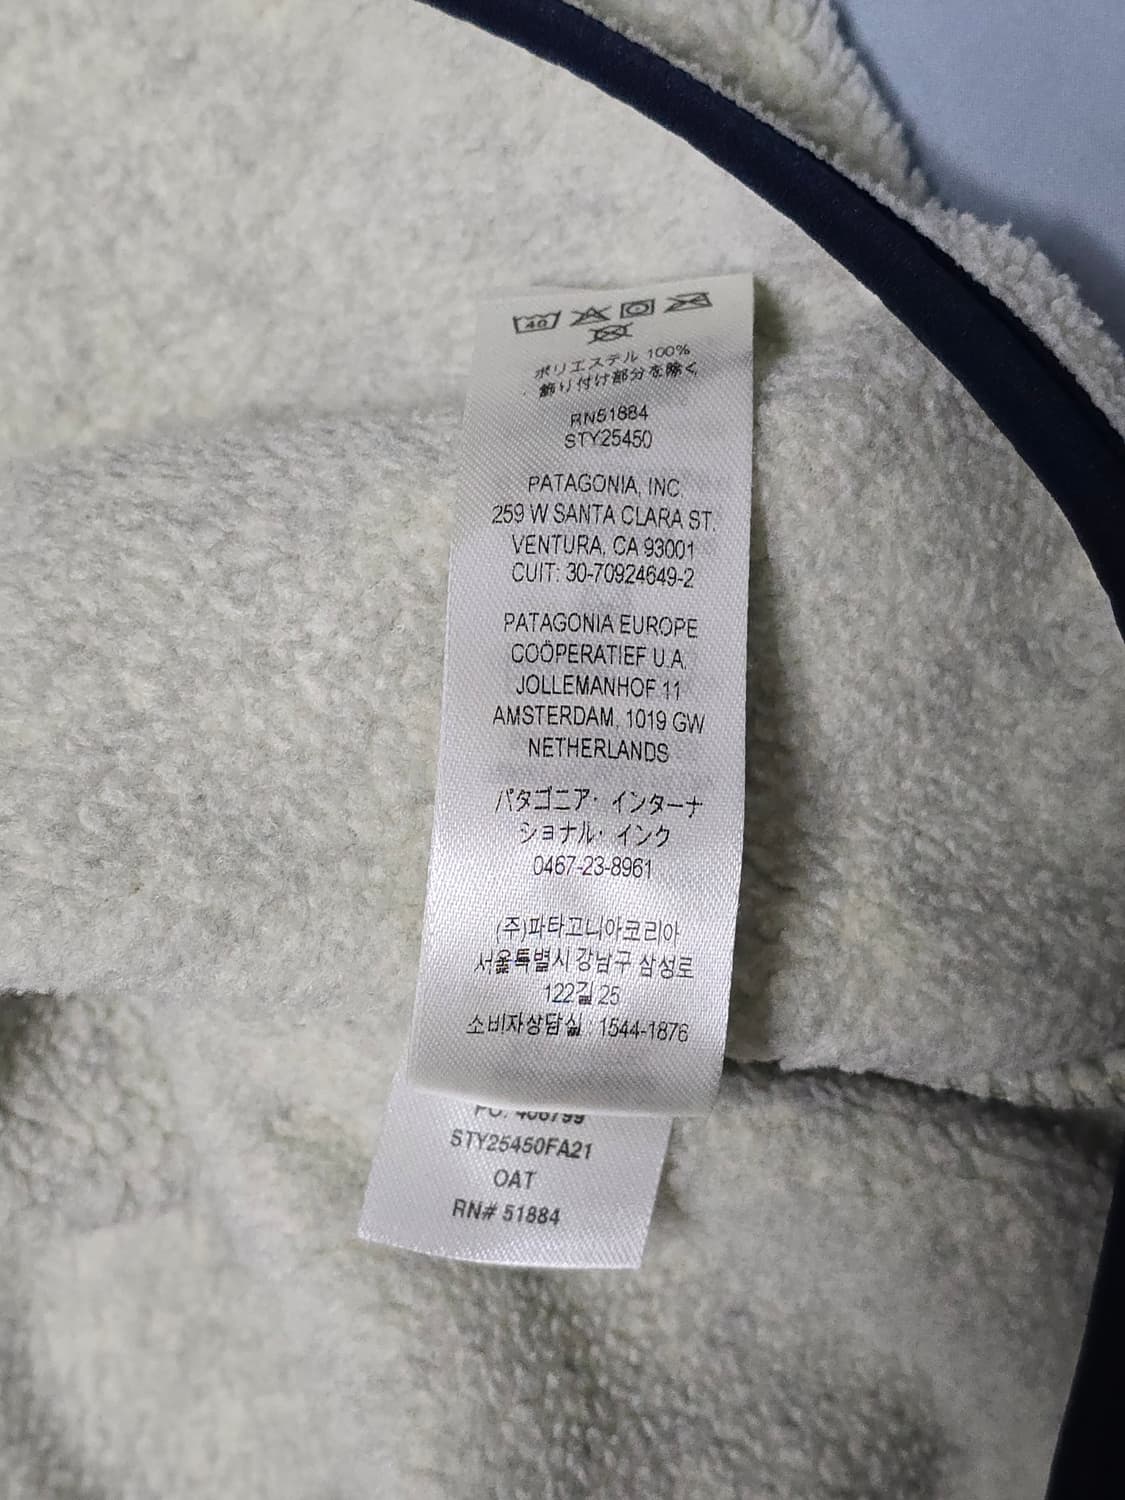 40
ポリエステル 100%
飾り付け部分を除く
RN51884
STY25450
PATAGONIA, INC.
259 W SANTA CLARA ST.
VENTURA, CA 93001
CUIT: 30-70924649-2
PATAGONIA EUROPE
COÖPERATIEF U.A.
JOLLEMANHOF 11
AMSTERDAM, 1019 GW
NETHERLANDS
パタゴニア・インターナ
ショナル・インク
0467-23-8961
(주)파타고니아코리아
서울특별시 강남구 삼성로
122길 25
소비자상담실 : 1544-1876
PO: 406799
STY25450FA21
OAT
RN# 51884